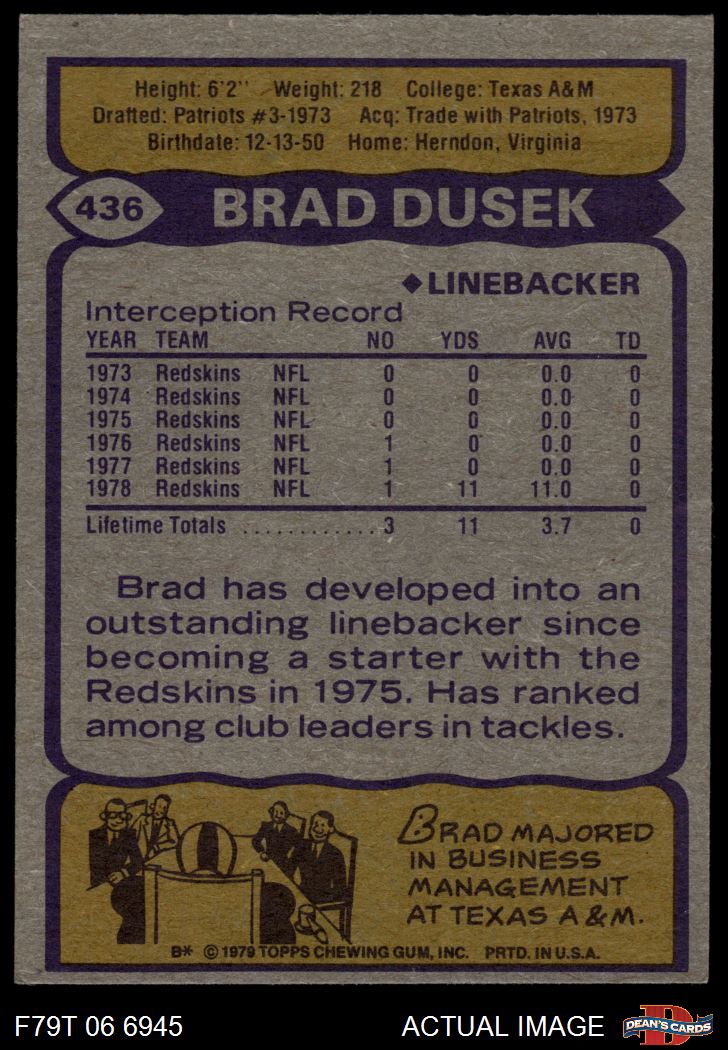 Height: 6'2" Weight: 218 College: Texas A&M
Drafted: Patriots #3-1973 Acq: Trade with Patriots, 1973
Birthdate: 12-13-50 Home: Herndon, Virginia
436 BRAD DUSEK
◆LINEBACKER
Interception Record
YEAR TEAM NO YDS AVG TD
1973 Redskins NFL 0 0 0.0 0
1974 Redskins NFL 0 0 0.0 0
1975 Redskins NFL 0 0 0.0 0
1976 Redskins NFL 1 0 0.0 0
1977 Redskins NFL 1 0 0.0 0
1978 Redskins NFL 1 11 11.0 0
Lifetime Totals ............ 3 11 3.7 0
Brad has developed into an
outstanding linebacker since
becoming a starter with the
Redskins in 1975. Has ranked
among club leaders in tackles.
BRAD MAJORED
IN BUSINESS
MANAGEMENT
AT TEXAS A & M.
B* © 1979 TOPPS CHEWING GUM, INC. PRTD. IN U.S.A.
F79T 06 6945 ACTUAL IMAGE D DEAN'S CARDS